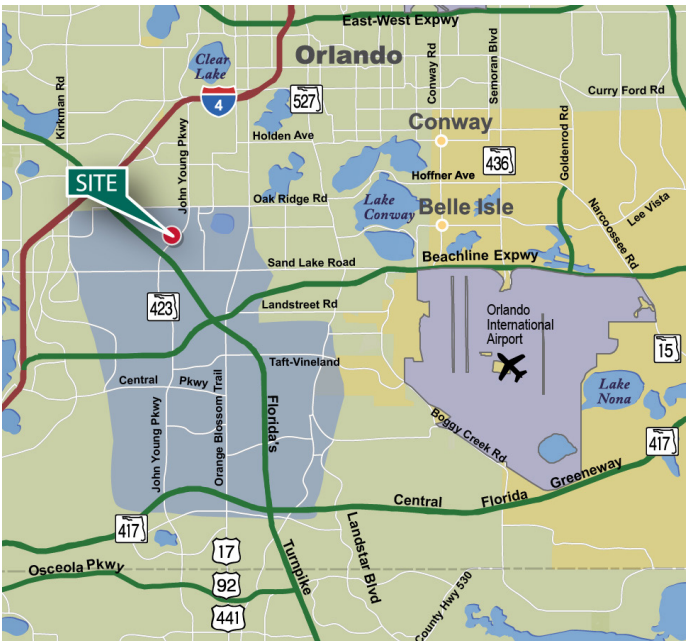 East-West Expwy
Orlando
Clear
Lake
Kirkman Rd
4
527
John Young Pkwy
Conway Rd
Semoran Blvd
Curry Ford Rd
Conway
Holden Ave
436
Goldenrod Rd
Hoffner Ave
SITE
Oak Ridge Rd
Lake
Conway
Belle Isle
Narcoossee Rd
Lee Vista
Beachline Expwy
Sand Lake Road
423
Landstreet Rd
Orlando
International
Airport
15
Taft-Vineland
Central Pkwy
Lake
Nona
John Young Pkwy
Orange Blossom Trail
Florida's
Boggy Creek Rd
417
Central Florida Greeneway
417
17
Landstar Blvd
Turnpike
Osceola Pkwy
92
County Hwy 530
441